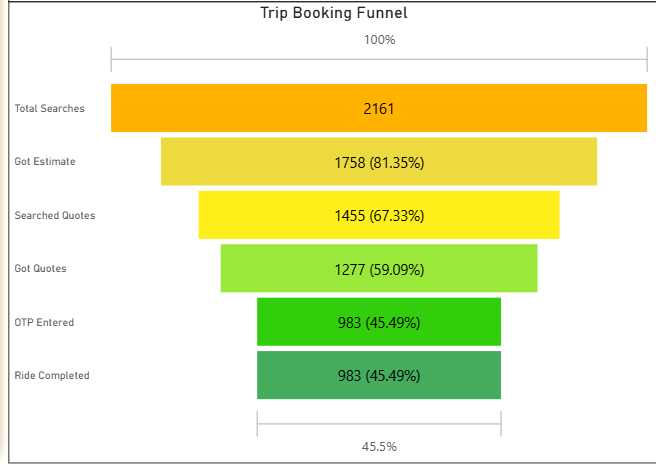 Trip Booking Funnel
100%
Total Searches 2161
Got Estimate 1758 (81.35%)
Searched Quotes 1455 (67.33%)
Got Quotes 1277 (59.09%)
OTP Entered 983 (45.49%)
Ride Completed 983 (45.49%)
45.5%